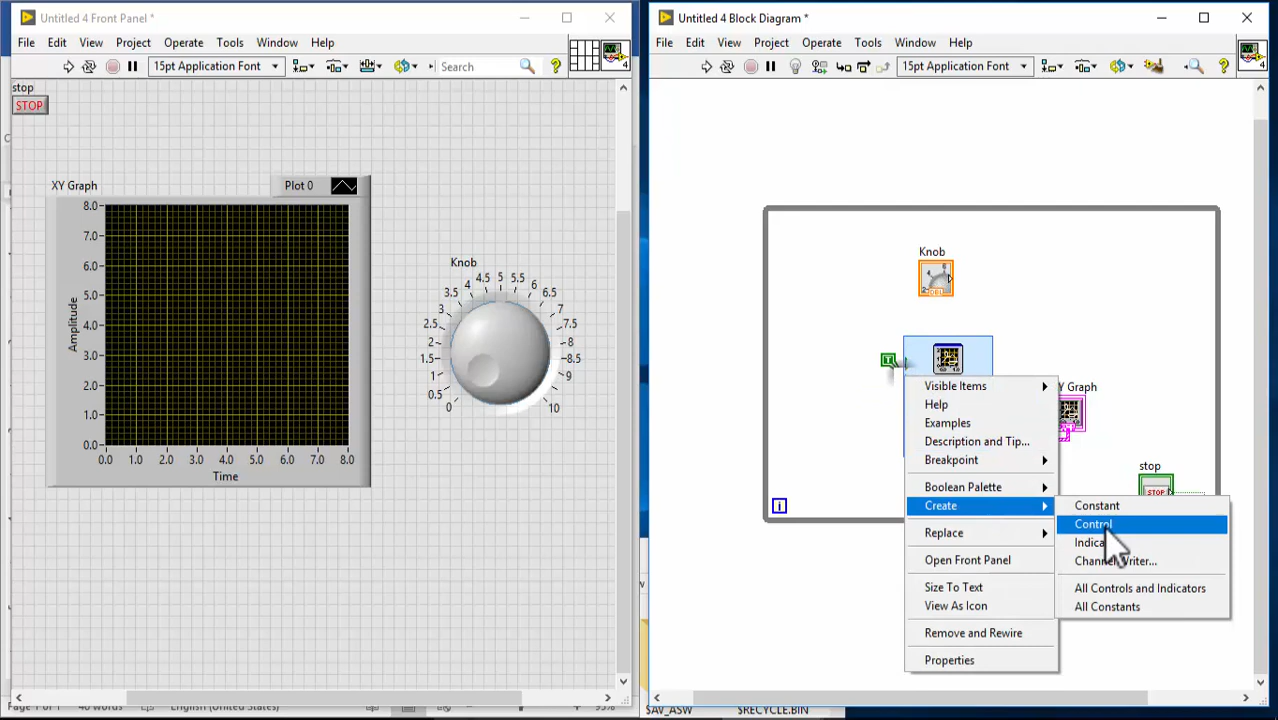 Untitled 4 Front Panel *
File Edit View Project Operate Tools Window Help
15pt Application Font
Search
?
4
stop
STOP
XY Graph
Plot 0
Amplitude
8.0
7.0
6.0
5.0
4.0
3.0
2.0
1.0
0.0
0.0 1.0 2.0 3.0 4.0 5.0 6.0 7.0 8.0
Time
Knob
0
0.5
1
1.5
2
2.5
3
3.5
4
4.5
5
5.5
6
6.5
7
7.5
8
8.5
9
10
English (United States)
Untitled 4 Block Diagram *
File Edit View Project Operate Tools Window Help
15pt Application Font
?
4
Knob
T
Y Graph
stop
STOP
i
Visible Items
Help
Examples
Description and Tip...
Breakpoint
Boolean Palette
Create
Replace
Open Front Panel
Size To Text
View As Icon
Remove and Rewire
Properties
Constant
Control
All Controls and Indicators
All Constants
$AV_ASW
$RECYCLE.BIN